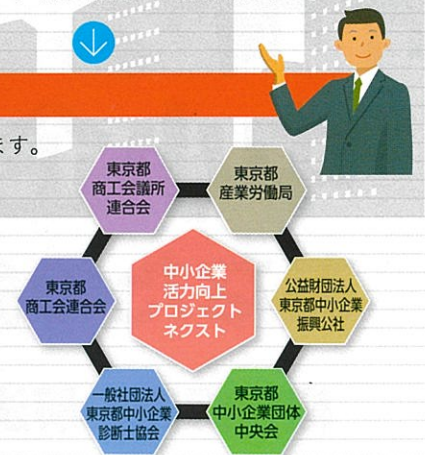 ます。
東京都
商工会議所
連合会
東京都
産業労働局
東京都
商工会連合会
中小企業
活力向上
プロジェクト
ネクスト
公益財団法人
東京都中小企業
振興公社
一般社団法人
東京都中小企業
診断士協会
東京都
中小企業団体
中央会